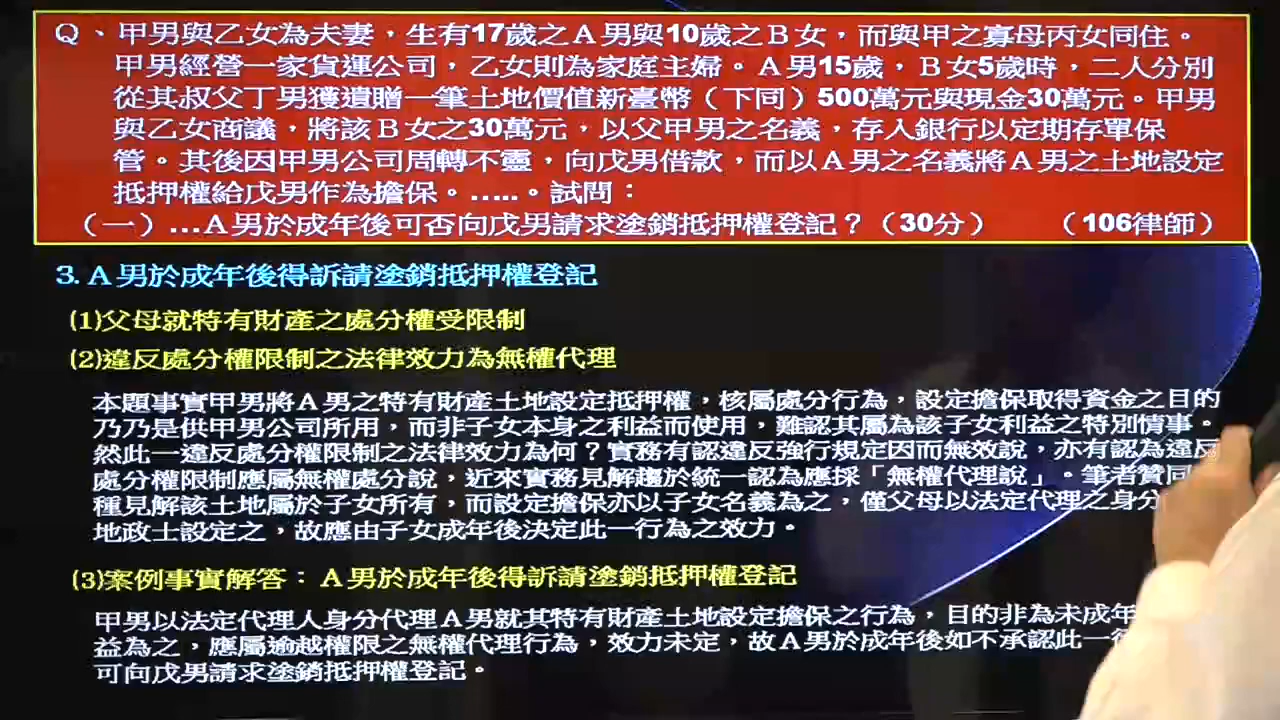 Q、甲男與乙女為夫妻，生有17歲之A男與10歲之B女，而與甲之寡母丙女同住。
甲男經營一家貨運公司，乙女則為家庭主婦。A男15歲，B女5歲時，二人分別
從其叔父丁男獲遺贈一筆土地價值新臺幣（下同）500萬元與現金30萬元。甲男
與乙女商議，將該B女之30萬元，以父甲男之名義，存入銀行以定期存單保
管。其後因甲男公司周轉不靈，向戊男借款，而以A男之名義將A男之土地設定
抵押權給戊男作為擔保。…..。試問：
（一）…A男於成年後可否向戊男請求塗銷抵押權登記？（30分）　（106律師）
3. A男於成年後得訴請塗銷抵押權登記
(1)父母就特有財產之處分權受限制
(2)違反處分權限制之法律效力為無權代理
本題事實甲男將A男之特有財產土地設定抵押權，核屬處分行為，設定擔保取得資金之目的
乃乃是供甲男公司所用，而非子女本身之利益而使用，難認其屬為該子女利益之特別情事。
然此一違反處分權限制之法律效力為何？實務有認違反強行規定因而無效說，亦有認為違反
處分權限制應屬無權處分說，近來實務見解趨於統一認為應採「無權代理說」。筆者贊同
種見解該土地屬於子女所有，而設定擔保亦以子女名義為之，僅父母以法定代理之身分
地政士設定之，故應由子女成年後決定此一行為之效力。
(3)案例事實解答：A男於成年後得訴請塗銷抵押權登記
甲男以法定代理人身分代理A男就其特有財產土地設定擔保之行為，目的非為未成年
益為之，應屬逾越權限之無權代理行為，效力未定，故A男於成年後如不承認此一
可向戊男請求塗銷抵押權登記。